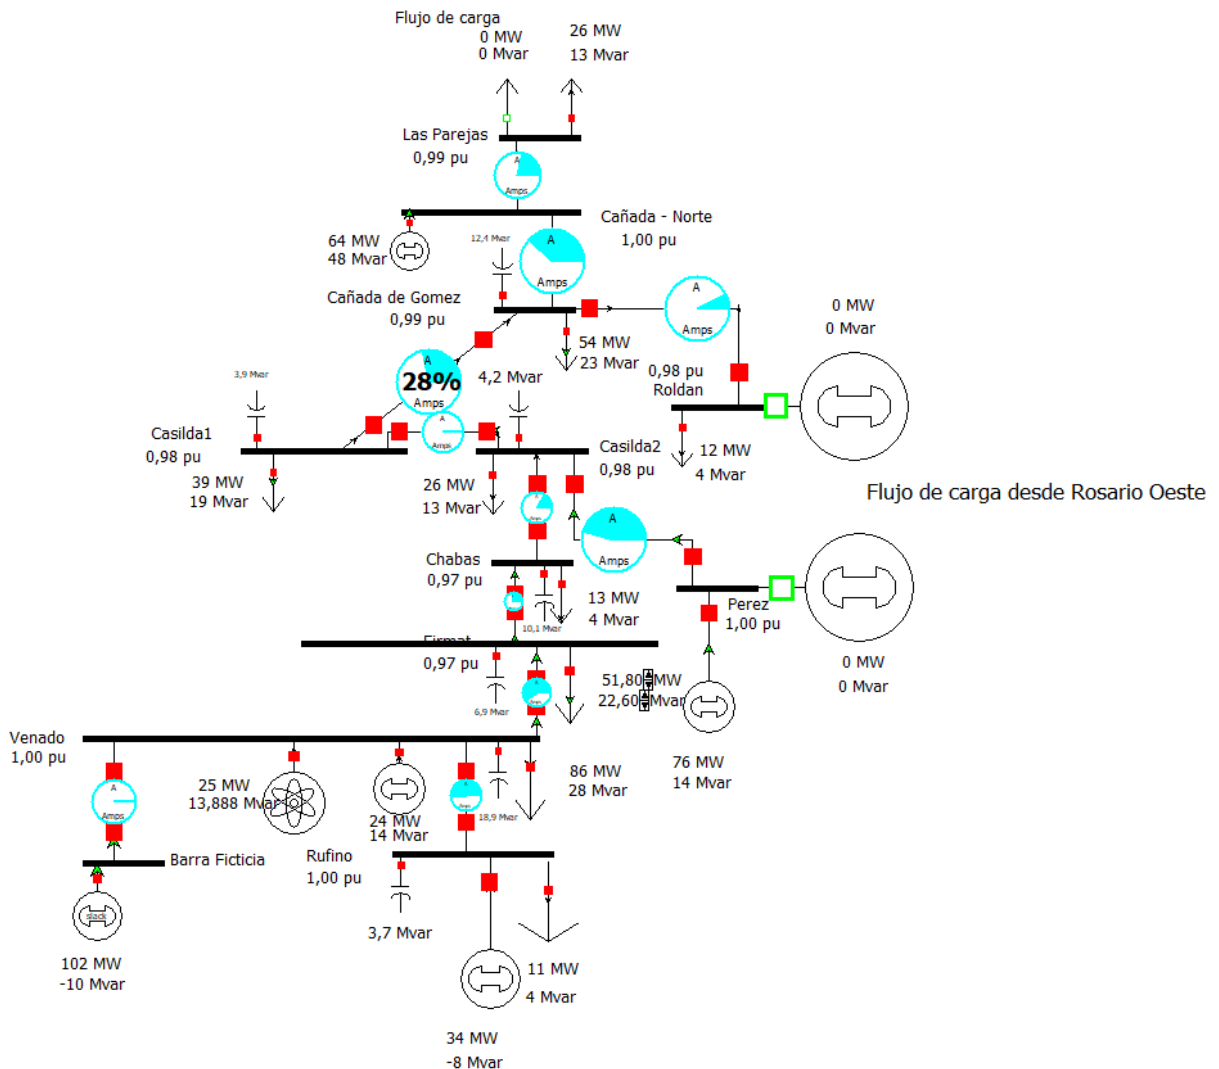 Flujo de carga
0 MW
0 Mvar
26 MW
13 Mvar
Las Parejas
0,99 pu
A
Amps
Cañada - Norte
1,00 pu
64 MW
48 Mvar
12,4 Mvar
A
Amps
Cañada de Gomez
0,99 pu
A
Amps
0 MW
0 Mvar
54 MW
23 Mvar
0,98 pu
Roldan
3,9 Mvar
A
28%
Amps
4,2 Mvar
A
Amps
Casilda1
0,98 pu
Casilda2
0,98 pu
12 MW
4 Mvar
39 MW
19 Mvar
26 MW
13 Mvar
Flujo de carga desde Rosario Oeste
A
Amps
A
Amps
Chabas
0,97 pu
13 MW
4 Mvar
10,1 Mvar
Perez
1,00 pu
Firmat
0,97 pu
0 MW
0 Mvar
51,80 MW
22,60 Mvar
6,9 Mvar
Venado
1,00 pu
76 MW
14 Mvar
86 MW
28 Mvar
25 MW
13,888 Mvar
A
Amps
24 MW
14 Mvar
A
Amps
18,9 Mvar
Barra Ficticia
Rufino
1,00 pu
slack
3,7 Mvar
102 MW
-10 Mvar
11 MW
4 Mvar
34 MW
-8 Mvar